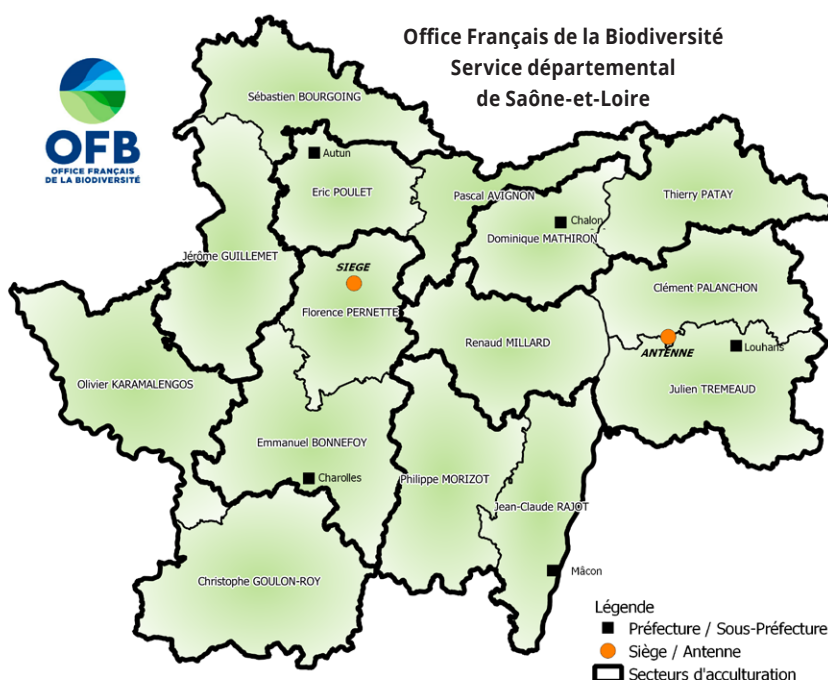 Office Français de la Biodiversité
Service départemental
de Saône-et-Loire
OFB
OFFICE FRANÇAIS
DE LA BIODIVERSITÉ
Sébastien BOURGOING
Autun
Eric POULET
Pascal AVIGNON
Thierry PATAY
Chalon
Dominique MATHIRON
Jérôme GUILLEMET
SIEGE
Clément PALANCHON
Florence PERNETTE
Renaud MILLARD
Louhans
ANTENNE
Olivier KARAMALENGOS
Julien TREMEAUD
Emmanuel BONNEFOY
Charolles
Philippe MORIZOT
Jean-Claude RAJOT
Mâcon
Christophe GOULON-ROY
Légende
Préfecture / Sous-Préfecture
Siège / Antenne
Secteurs d'acculturation